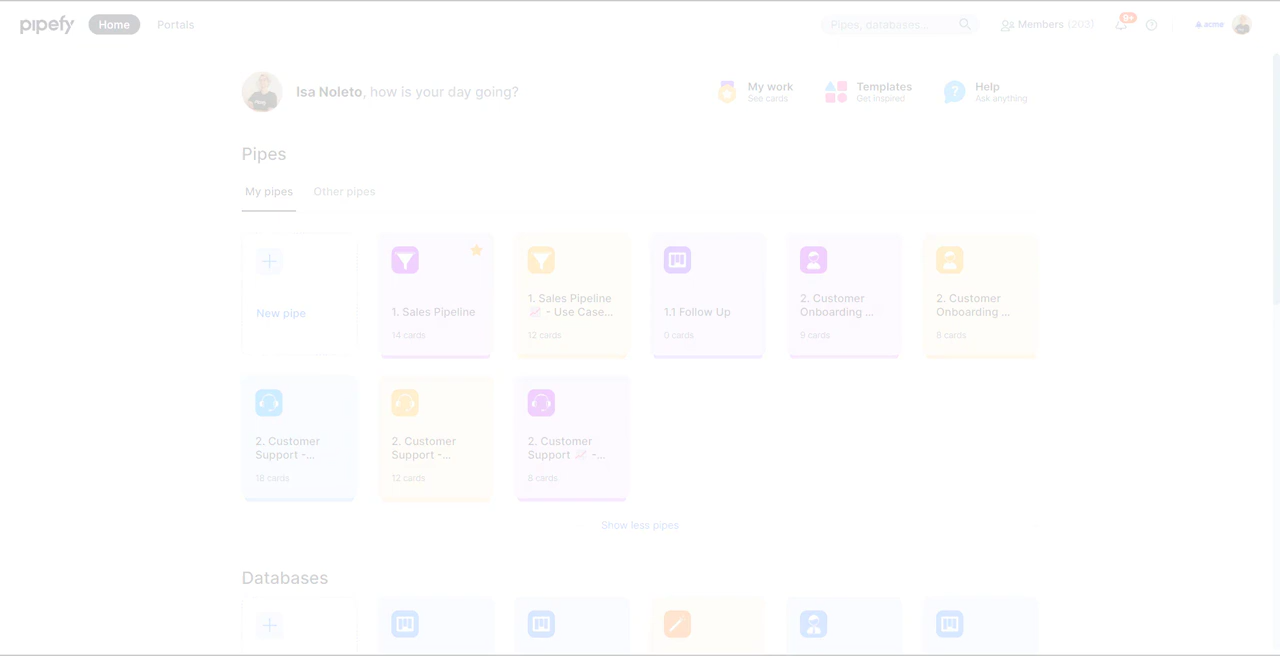 pipefy Home Portals Pipes, databases... Members (203) 9+ ? acme
Isa Noleto, how is your day going? My work Templates Help
See cards Get inspired Ask anything
Pipes
My pipes Other pipes
New pipe
1. Sales Pipeline
14 cards
1. Sales Pipeline
📈 - Use Case...
12 cards
1.1 Follow Up
0 cards
2. Customer
Onboarding ...
9 cards
2. Customer
Onboarding ...
8 cards
2. Customer
Support -...
18 cards
2. Customer
Support -...
12 cards
2. Customer
Support 📈 -...
8 cards
Show less pipes
Databases